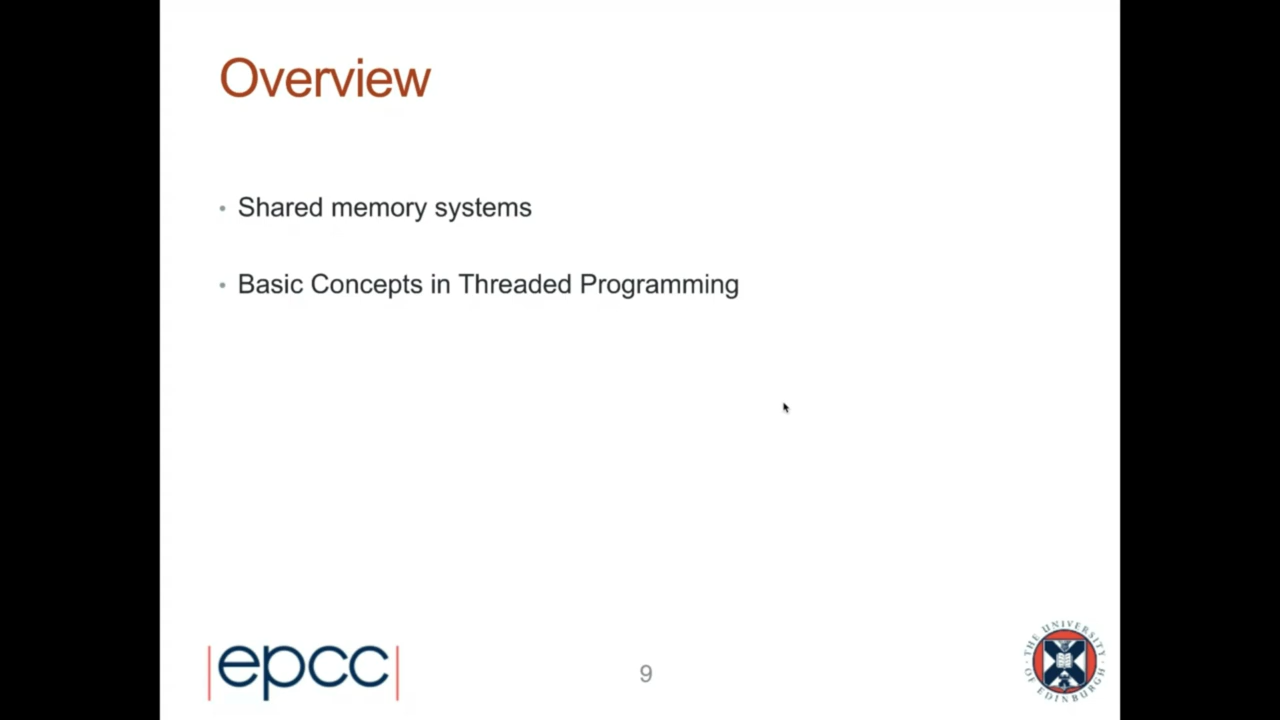 Overview
• Shared memory systems
• Basic Concepts in Threaded Programming
|epcc|
9
THE UNIVERSITY OF EDINBURGH